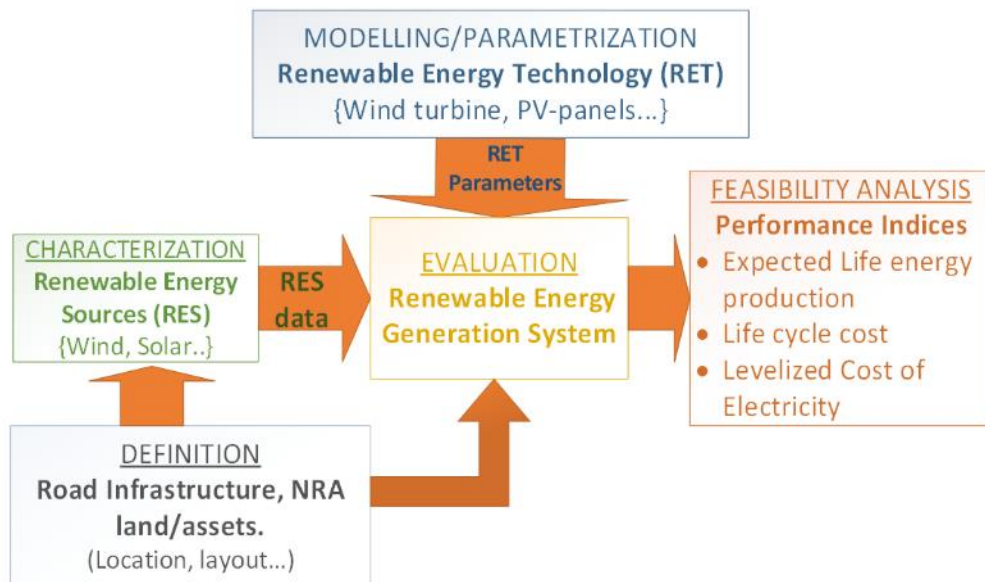 MODELLING/PARAMETRIZATION
Renewable Energy Technology (RET)
{Wind turbine, PV-panels...}
RET
Parameters
CHARACTERIZATION
Renewable Energy
Sources (RES)
{Wind, Solar..}
RES
data
EVALUATION
Renewable Energy
Generation System
FEASIBILITY ANALYSIS
Performance Indices
• Expected Life energy
production
• Life cycle cost
• Levelized Cost of
Electricity
DEFINITION
Road Infrastructure, NRA
land/assets.
(Location, layout...)